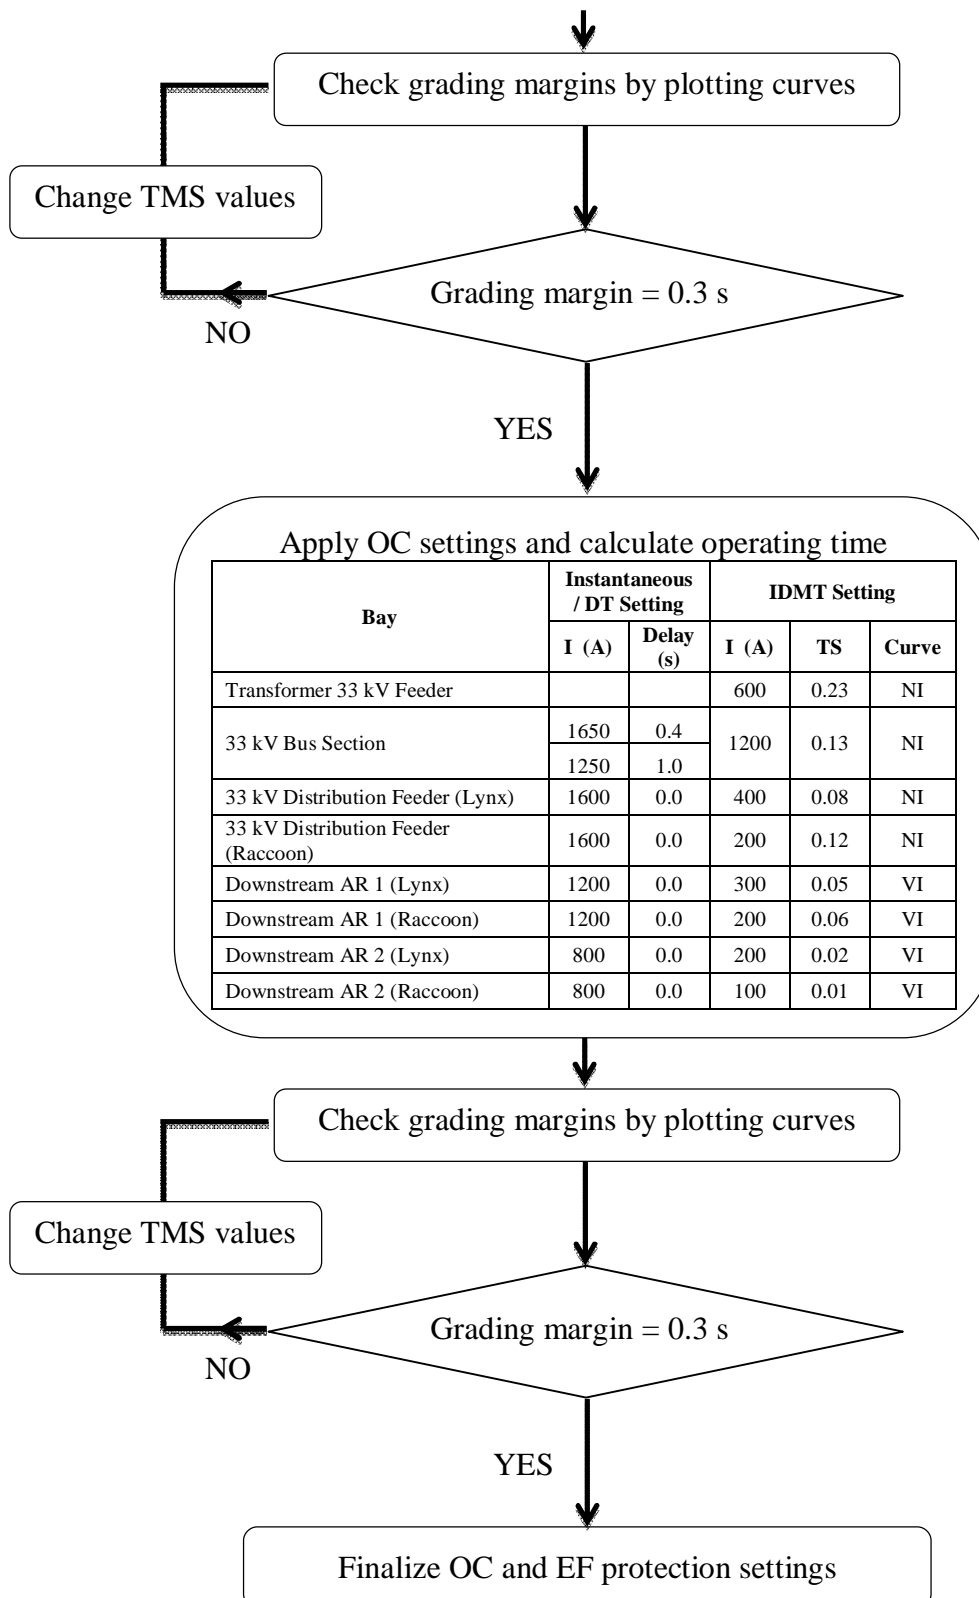 Check grading margins by plotting curves
Change TMS values
Grading margin = 0.3 s
NO
YES
Apply OC settings and calculate operating time
Bay
Instantaneous
/ DT Setting
IDMT Setting
I (A)
Delay
(s)
I (A)
TS
Curve
Transformer 33 kV Feeder
600
0.23
NI
33 kV Bus Section
1650
0.4
1250
1.0
1200
0.13
NI
33 kV Distribution Feeder (Lynx)
1600
0.0
400
0.08
NI
33 kV Distribution Feeder
(Raccoon)
1600
0.0
200
0.12
NI
Downstream AR 1 (Lynx)
1200
0.0
300
0.05
VI
Downstream AR 1 (Raccoon)
1200
0.0
200
0.06
VI
Downstream AR 2 (Lynx)
800
0.0
200
0.02
VI
Downstream AR 2 (Raccoon)
800
0.0
100
0.01
VI
Check grading margins by plotting curves
Change TMS values
Grading margin = 0.3 s
NO
YES
Finalize OC and EF protection settings